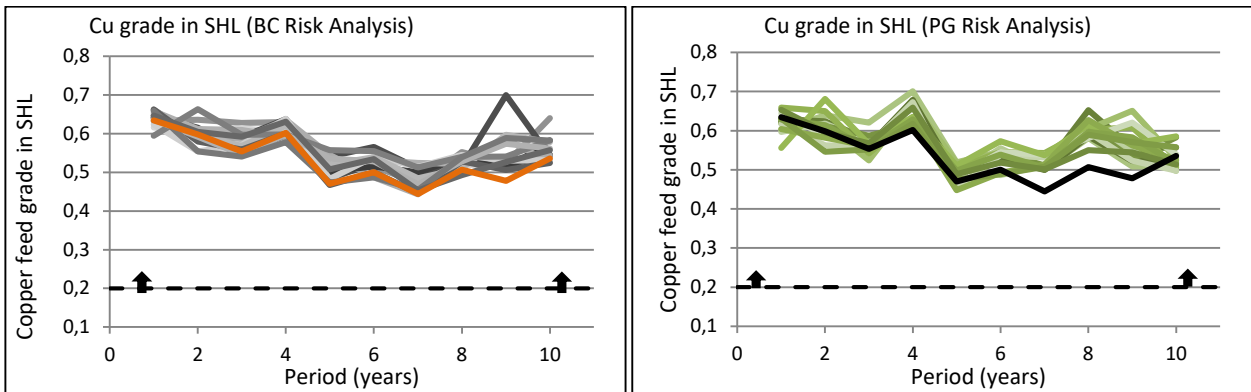 Cu grade in SHL (BC Risk Analysis)
Copper feed grade in SHL
0,8
0,7
0,6
0,5
0,4
0,3
0,2
0,1
0 2 4 6 8 10
Period (years)
Cu grade in SHL (PG Risk Analysis)
Copper feed grade in SHL
0,8
0,7
0,6
0,5
0,4
0,3
0,2
0,1
0 2 4 6 8 10
Period (years)